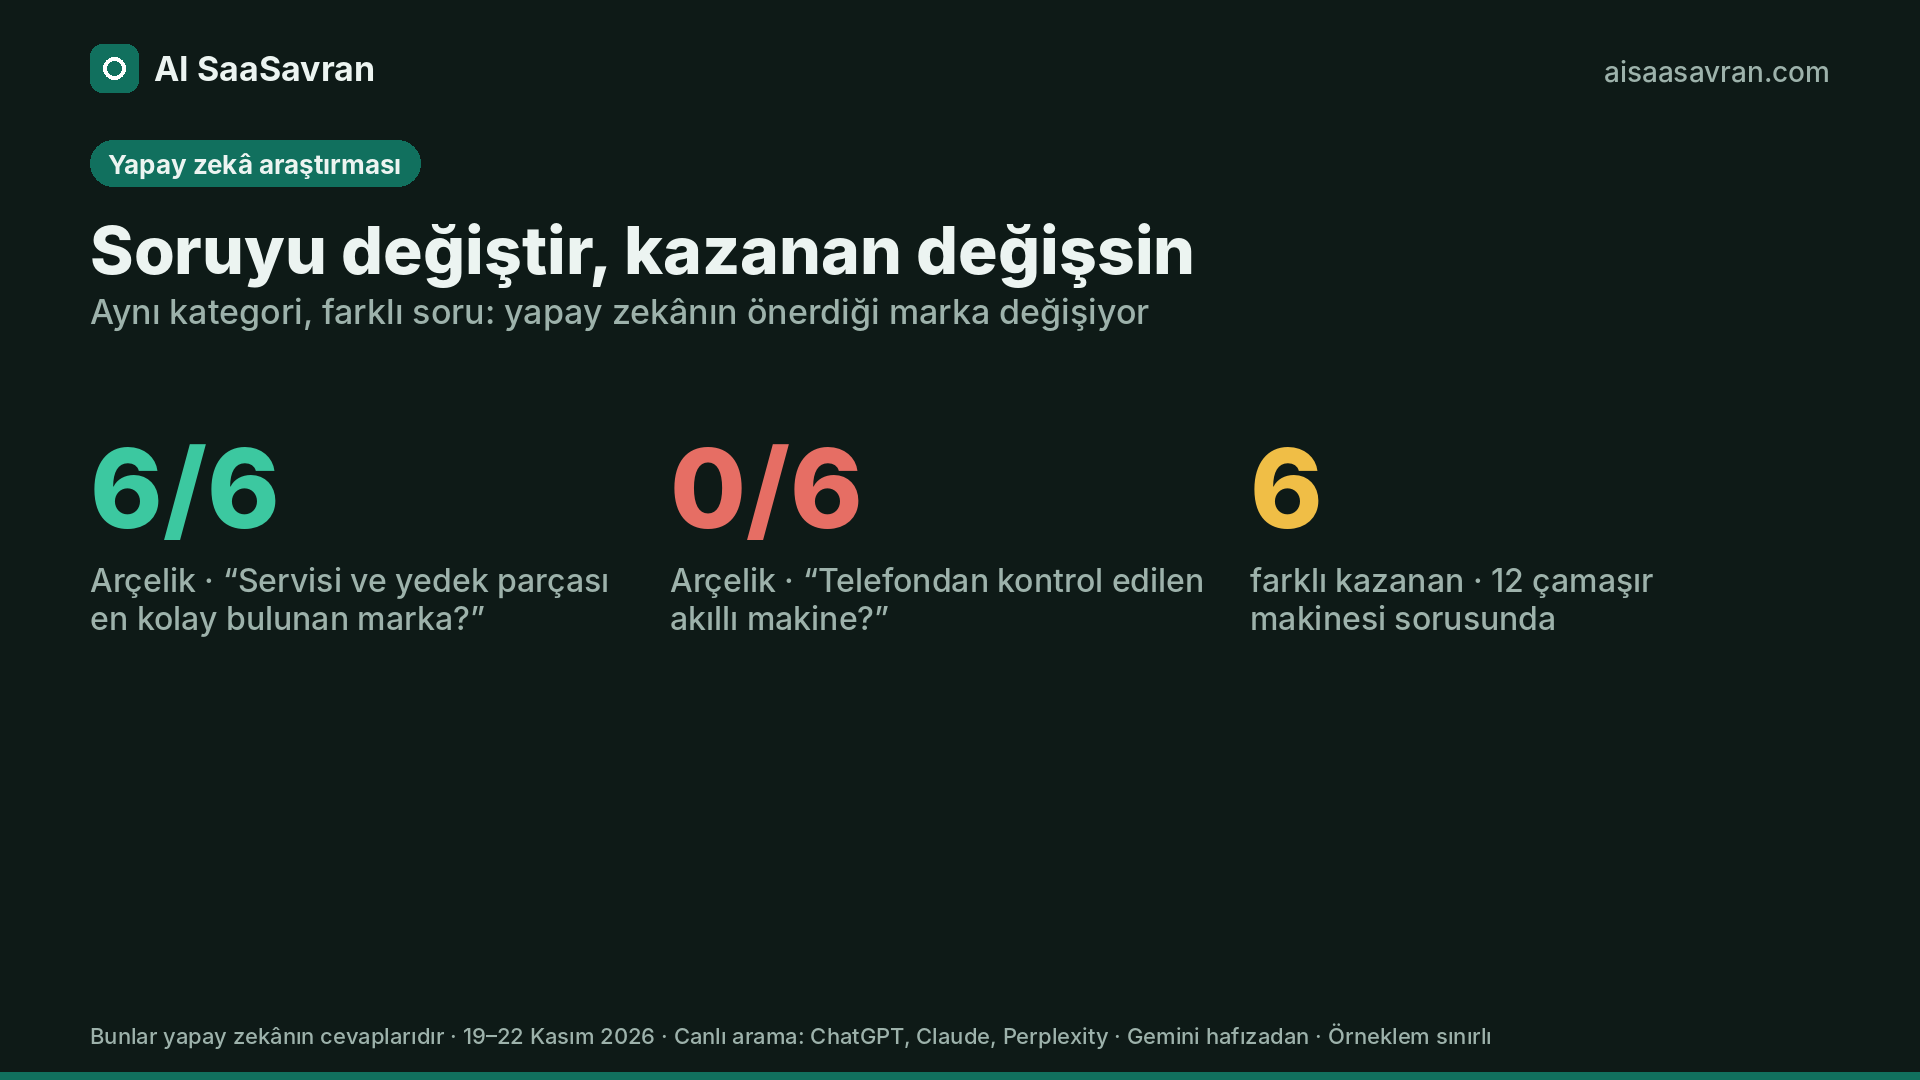 AI SaaSavran
aisaasavran.com
Yapay zekâ araştırması
Soruyu değiştir, kazanan değişsin
Aynı kategori, farklı soru: yapay zekânın önerdiği marka değişiyor
6/6
Arçelik · “Servisi ve yedek parçası
en kolay bulunan marka?”
0/6
Arçelik · “Telefondan kontrol edilen
akıllı makine?”
6
farklı kazanan · 12 çamaşır
makinesi sorusunda
Bunlar yapay zekânın cevaplarıdır · 19–22 Kasım 2026 · Canlı arama: ChatGPT, Claude, Perplexity · Gemini hafızadan · Örneklem sınırlı